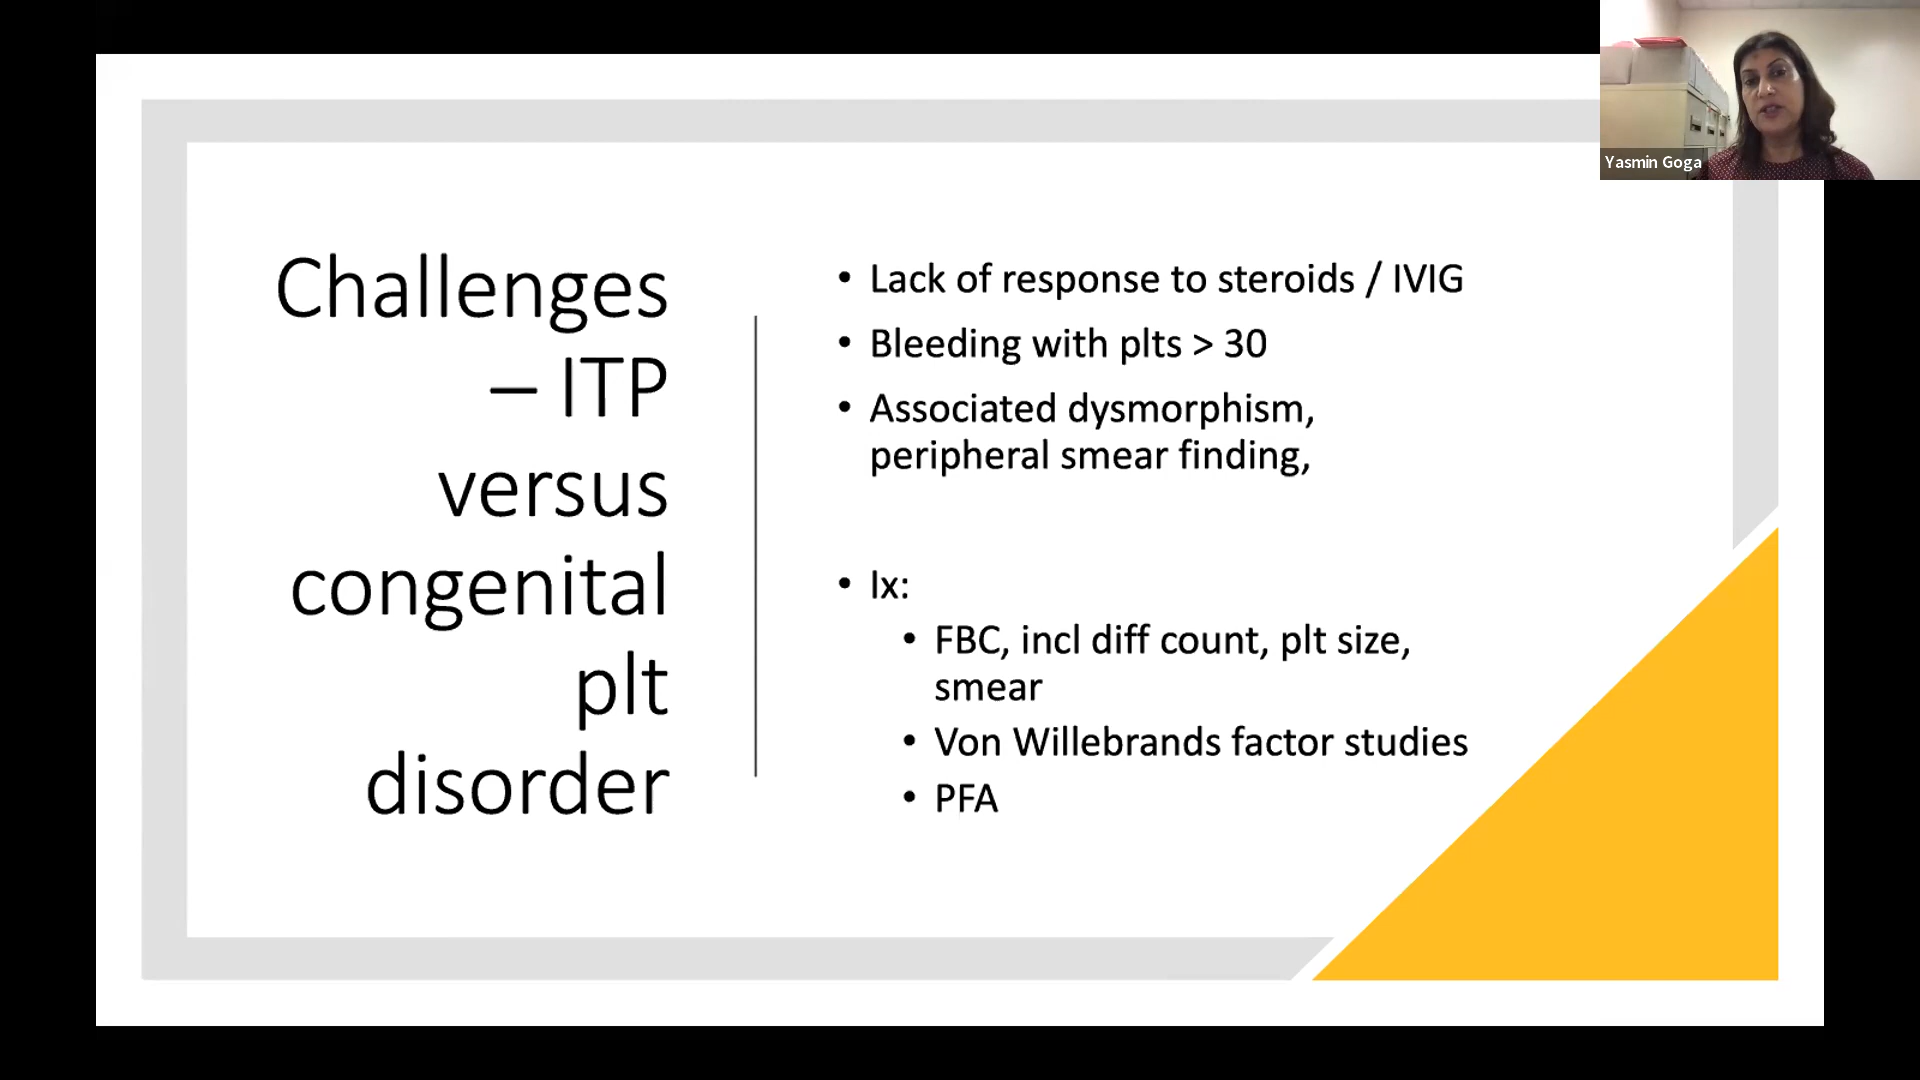 Challenges
– ITP
versus
congenital
plt
disorder
• Lack of response to steroids / IVIG
• Bleeding with plts > 30
• Associated dysmorphism,
peripheral smear finding,
• Ix:
• FBC, incl diff count, plt size,
smear
• Von Willebrands factor studies
• PFA
Yasmin Goga